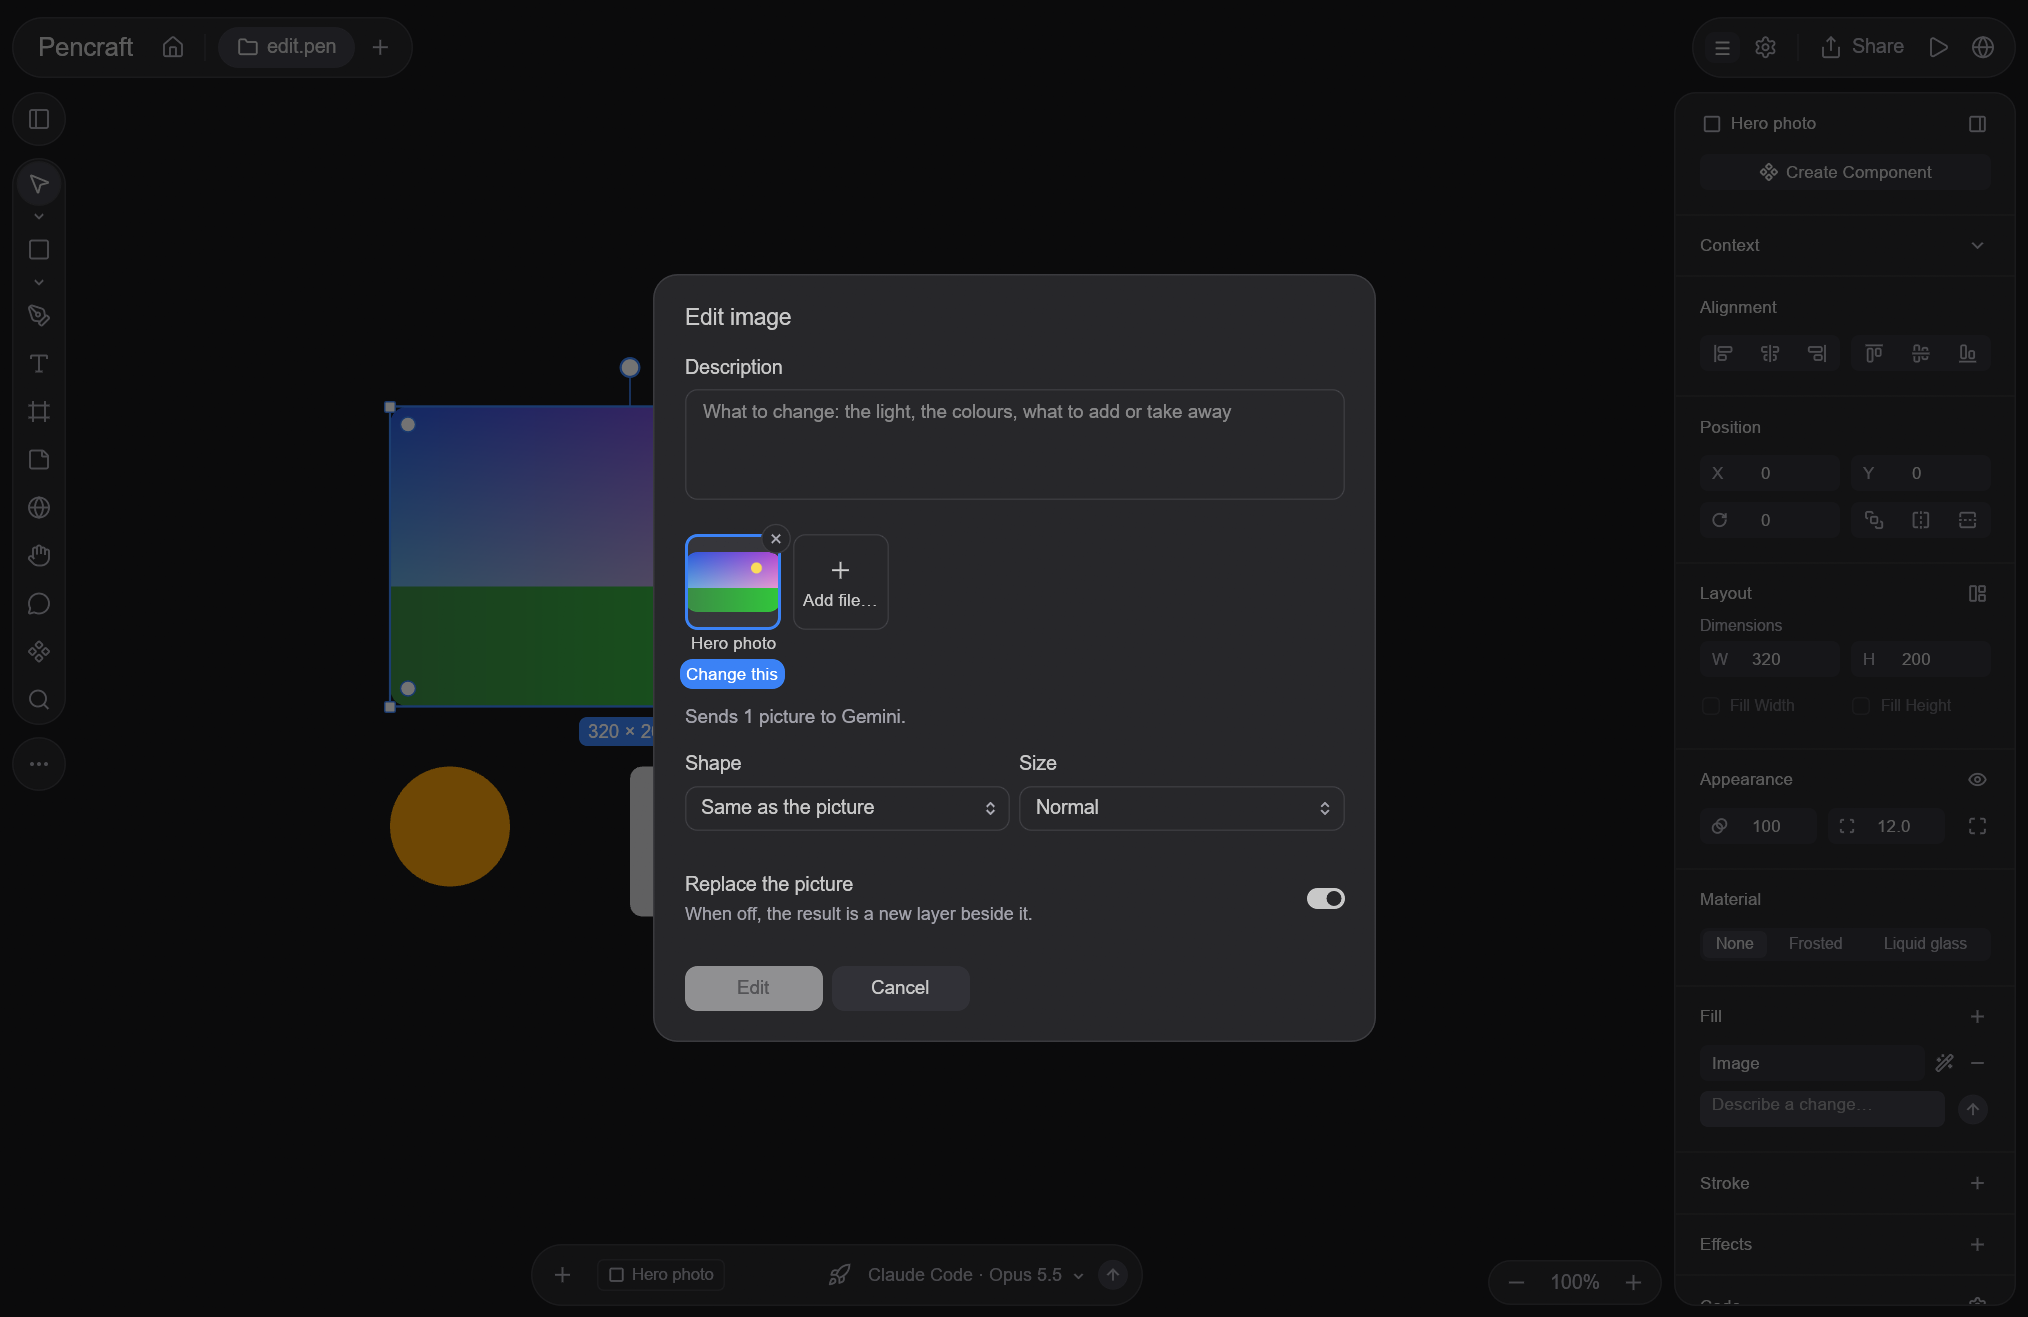 Pencraft
edit.pen
Share
Hero photo
Create Component
Context
Alignment
Position
X 0
Y 0
0
Layout
Dimensions
W 320
H 200
Fill Width
Fill Height
Appearance
100
12.0
Material
None
Frosted
Liquid glass
Fill
Image
Describe a change...
Stroke
Effects
Edit image
Description
What to change: the light, the colours, what to add or take away
Add file...
Hero photo
Change this
Sends 1 picture to Gemini.
Shape
Size
Same as the picture
Normal
Replace the picture
When off, the result is a new layer beside it.
Edit
Cancel
320 × 2
Hero photo
Claude Code · Opus 5.5
100%